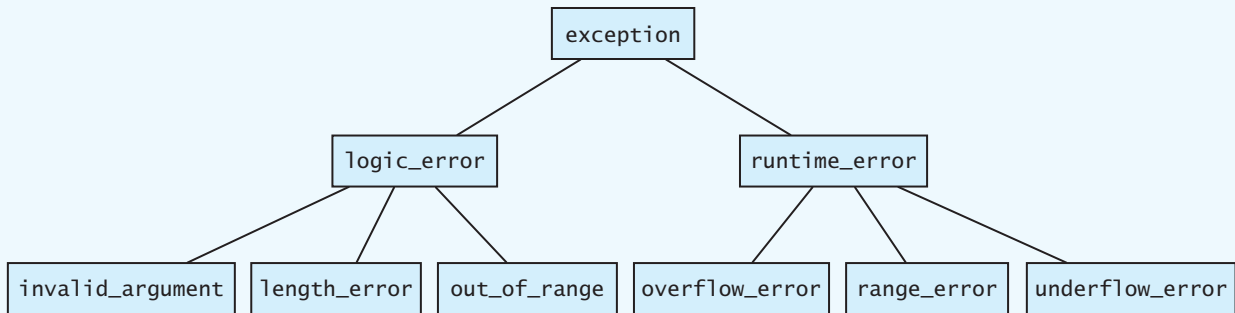 exception
logic_error
runtime_error
invalid_argument
length_error
out_of_range
overflow_error
range_error
underflow_error